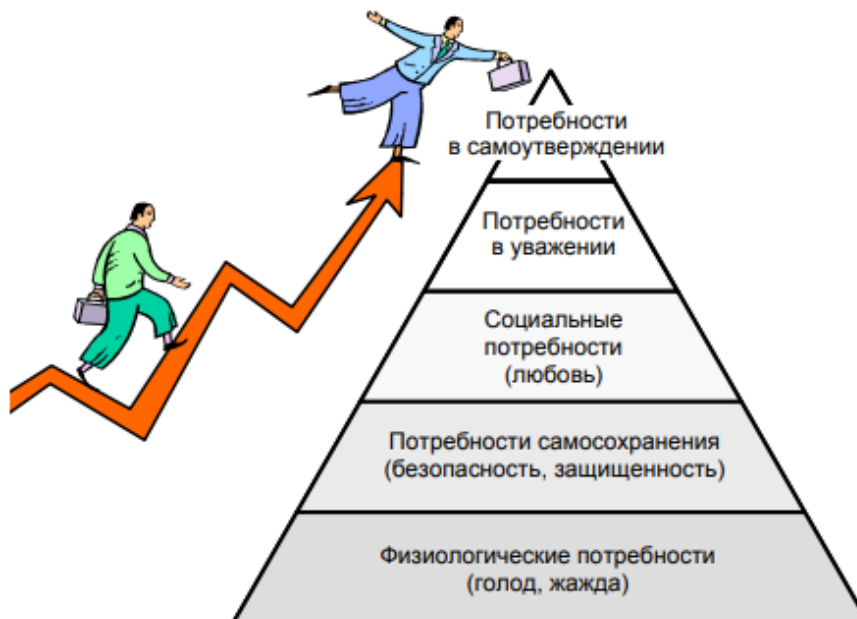 Потребности
в самоутверждении
Потребности
в уважении
Социальные
потребности
(любовь)
Потребности самосохранения
(безопасность, защищенность)
Физиологические потребности
(голод, жажда)